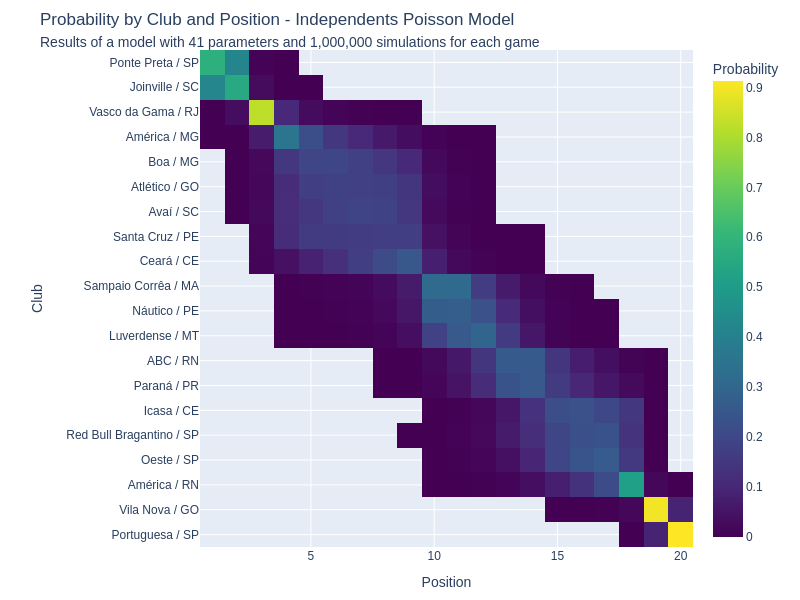 Probability by Club and Position - Independents Poisson Model
Results of a model with 41 parameters and 1,000,000 simulations for each game
Probability
Club
Ponte Preta / SP
Joinville / SC
Vasco da Gama / RJ
América / MG
Boa / MG
Atlético / GO
Avaí / SC
Santa Cruz / PE
Ceará / CE
Sampaio Corrêa / MA
Náutico / PE
Luverdense / MT
ABC / RN
Paraná / PR
Icasa / CE
Red Bull Bragantino / SP
Oeste / SP
América / RN
Vila Nova / GO
Portuguesa / SP
0.9
0.8
0.7
0.6
0.5
0.4
0.3
0.2
0.1
0
5 10 15 20
Position